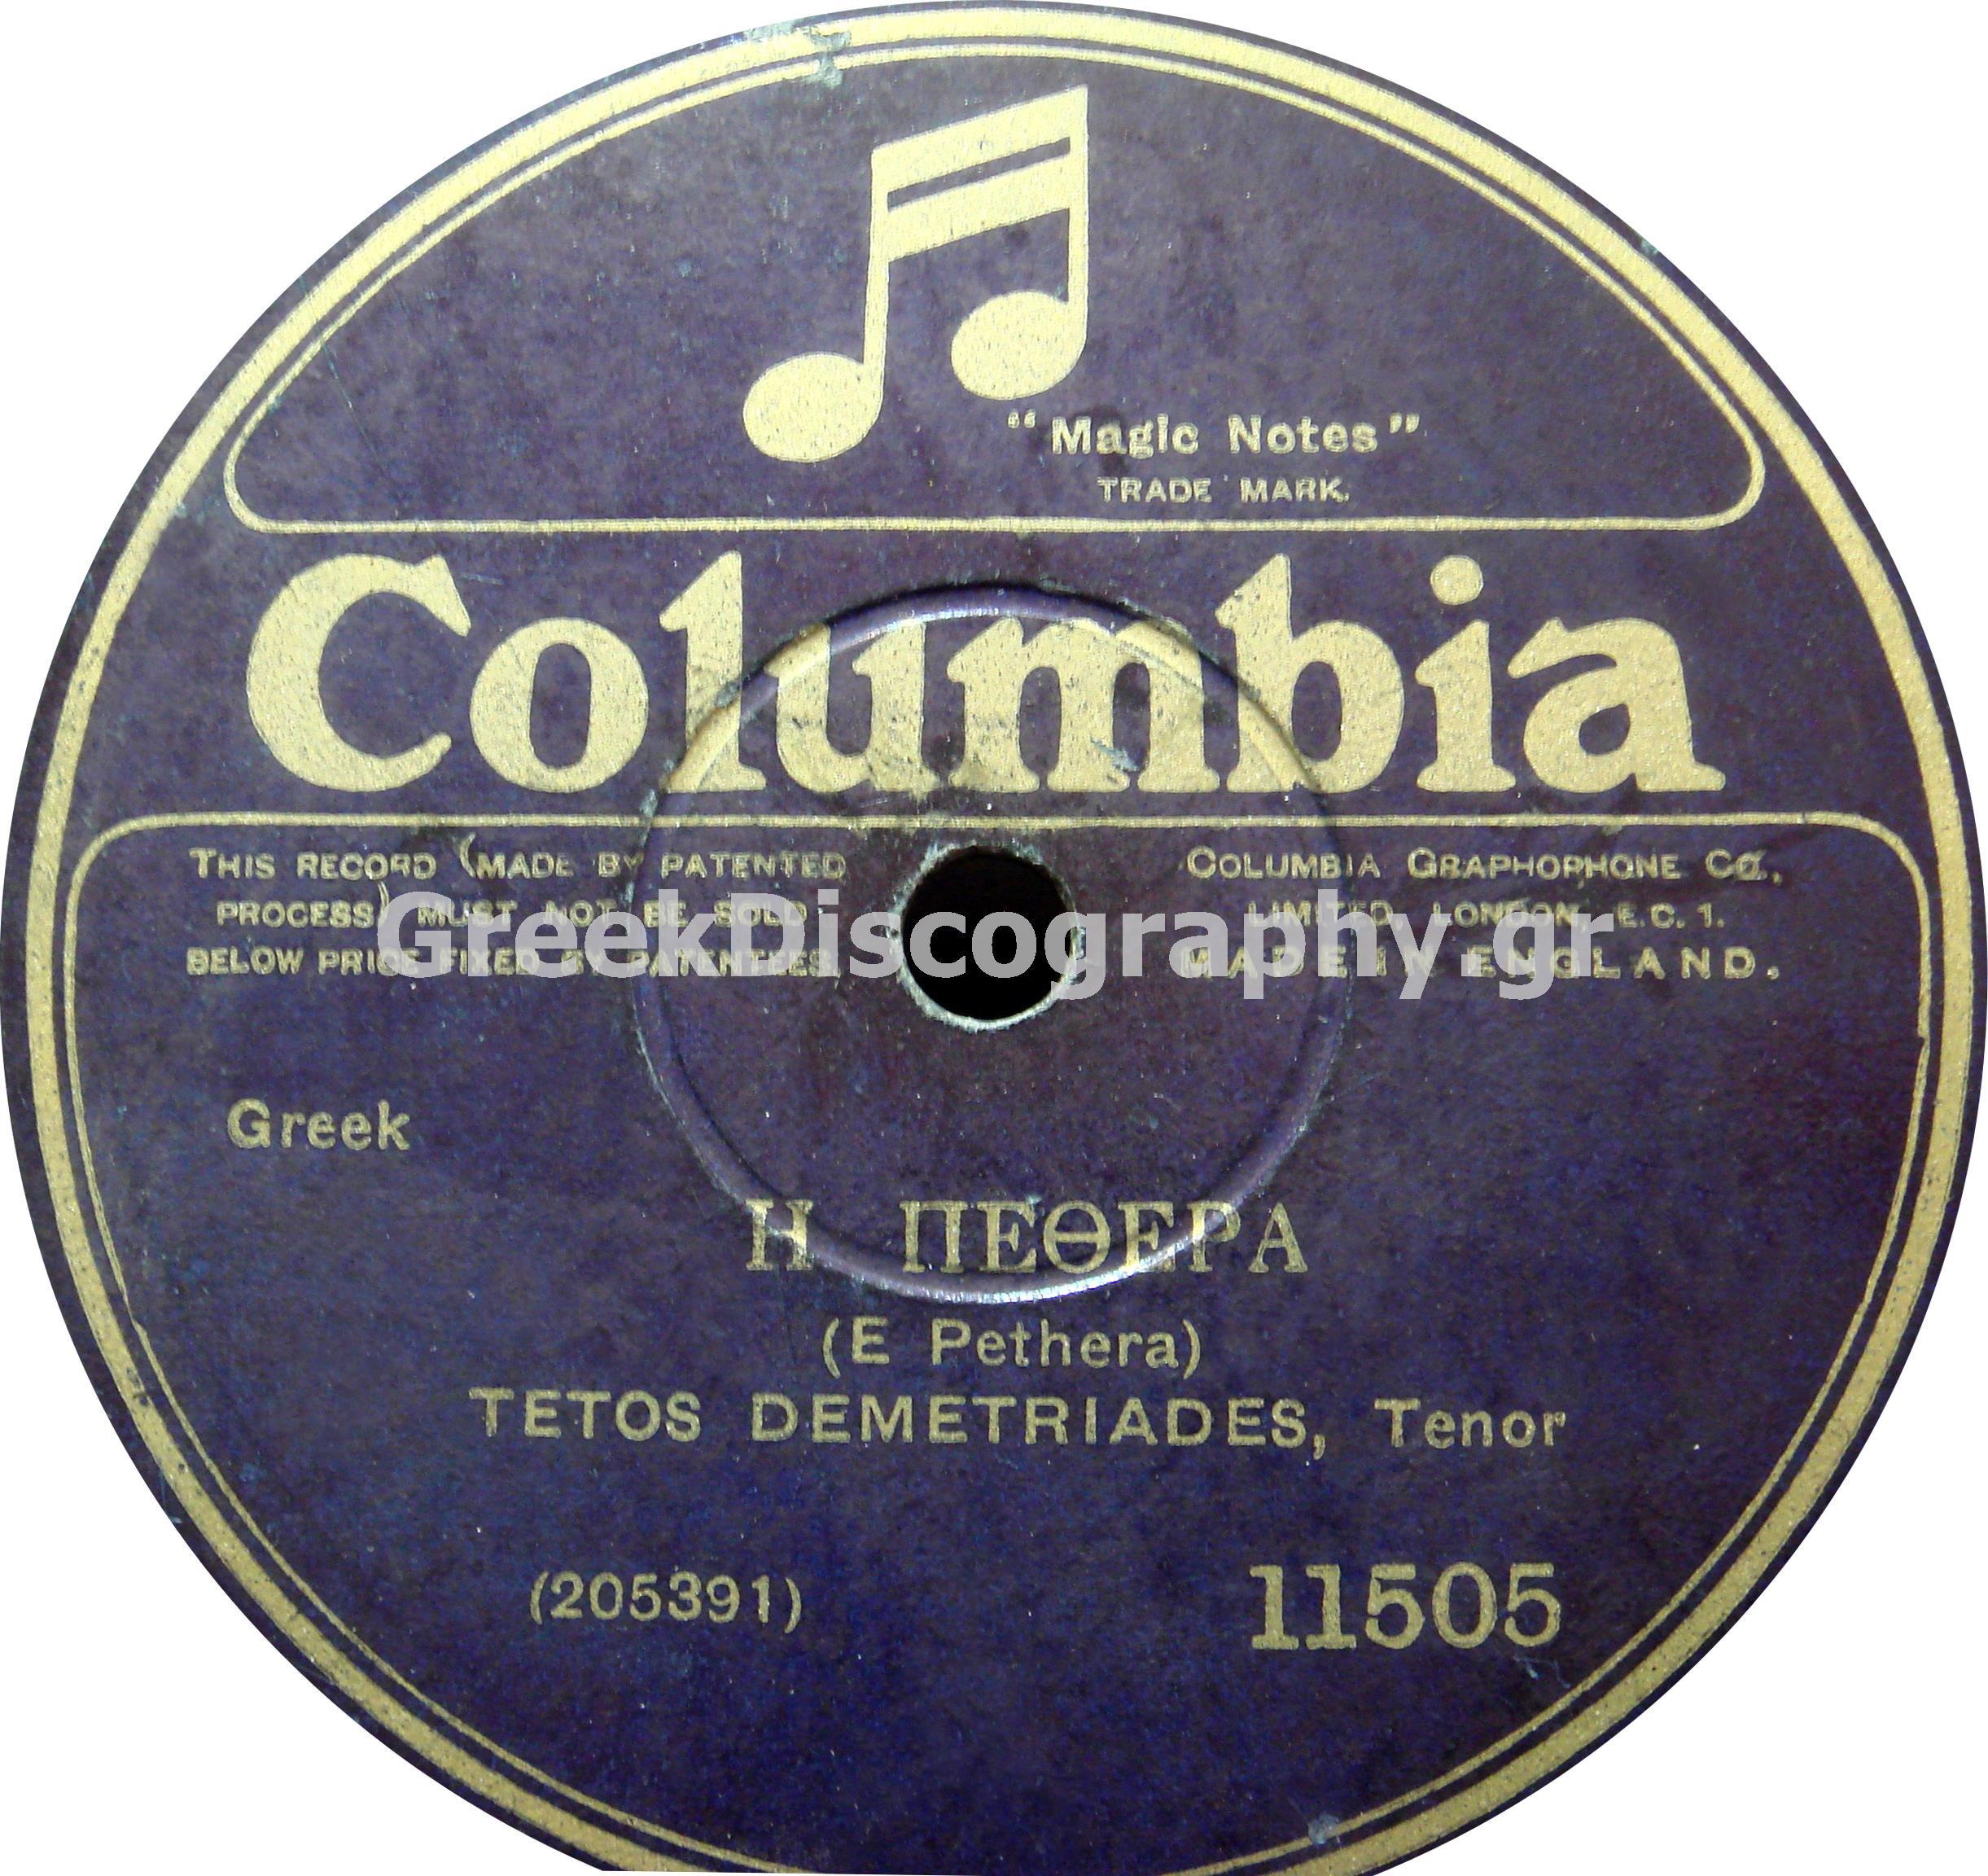 “Magic Notes”
TRADE MARK.
Columbia
THIS RECORD (MADE BY PATENTED
PROCESS) MUST NOT BE SOLD
BELOW PRICE FIXED BY PATENTEES
COLUMBIA GRAPHOPHONE CO.,
LIMITED, LONDON, E.C. 1.
MADE IN ENGLAND.
GreekDiscography.gr
Greek
Η ΠΕΘΕΡΑ
(E Pethera)
TETOS DEMETRIADES, Tenor
(205391)
11505